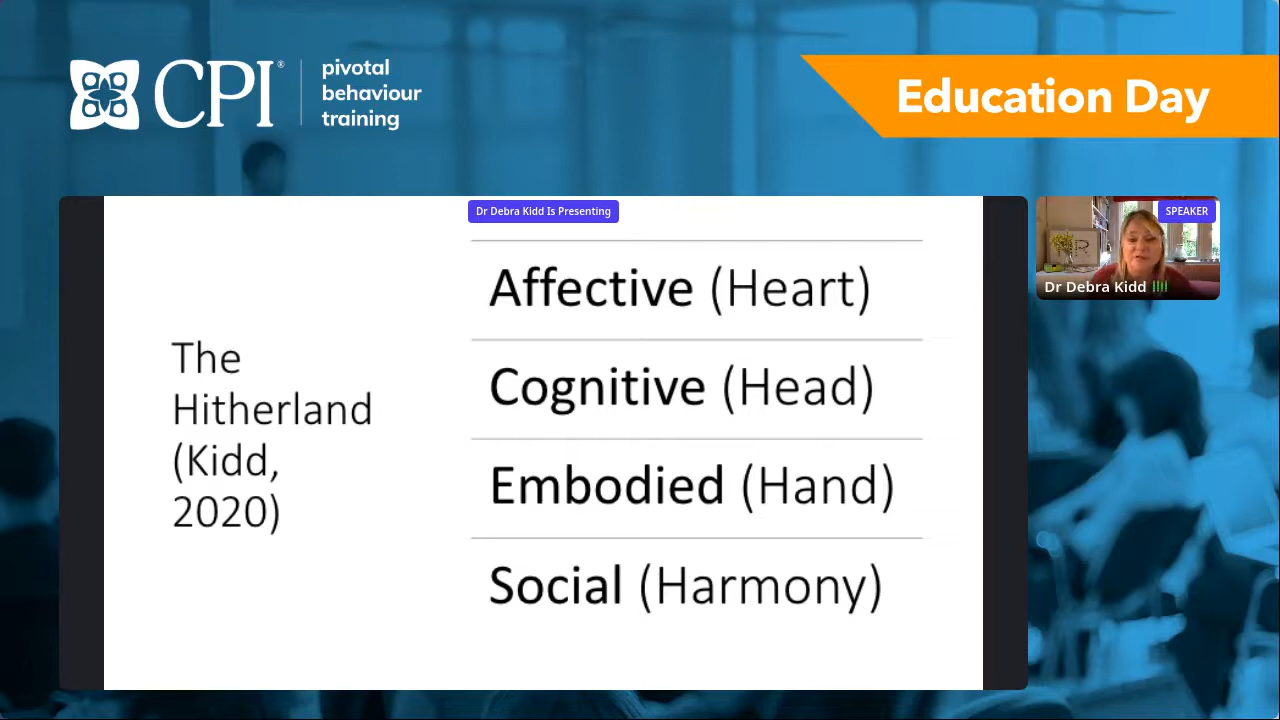 CPI®
pivotal
behaviour
training
Education Day
Dr Debra Kidd Is Presenting
The
Hitherland
(Kidd,
2020)
Affective (Heart)
Cognitive (Head)
Embodied (Hand)
Social (Harmony)
SPEAKER
Dr Debra Kidd